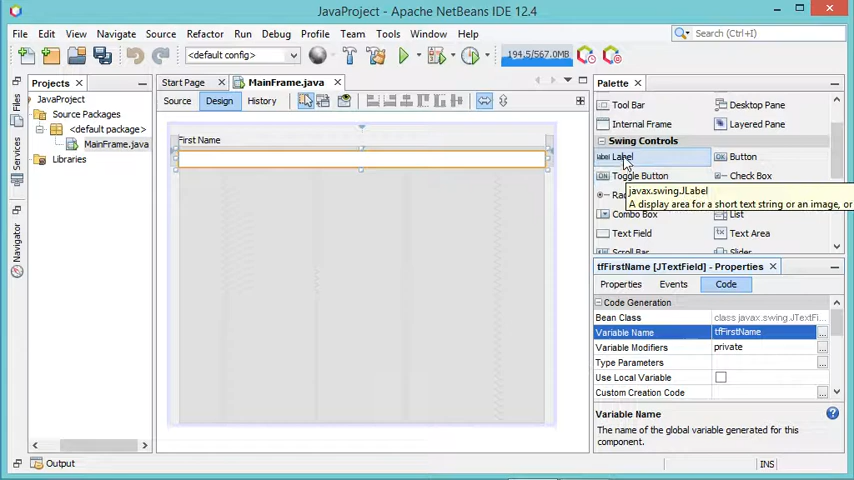 JavaProject - Apache NetBeans IDE 12.4
File Edit View Navigate Source Refactor Run Debug Profile Team Tools Window Help
Search (Ctrl+I)
<default config>
194.5/567.0MB
Projects
Start Page
MainFrame.java
Palette
Files
Services
Navigator
JavaProject
Source Packages
<default package>
MainFrame.java
Libraries
Source Design History
First Name
Tool Bar Desktop Pane
Internal Frame Layered Pane
Swing Controls
Label Button
Toggle Button Check Box
javax.swing.JLabel
A display area for a short text string or an image, or
Combo Box List
Text Field Text Area
Scroll Bar Slider
tfFirstName [JTextField] - Properties
Properties Events Code
Code Generation
Bean Class class javax.swing.JTextFi...
Variable Name tfFirstName
Variable Modifiers private
Type Parameters
Use Local Variable
Custom Creation Code
Variable Name
The name of the global variable generated for this
component.
Output
INS